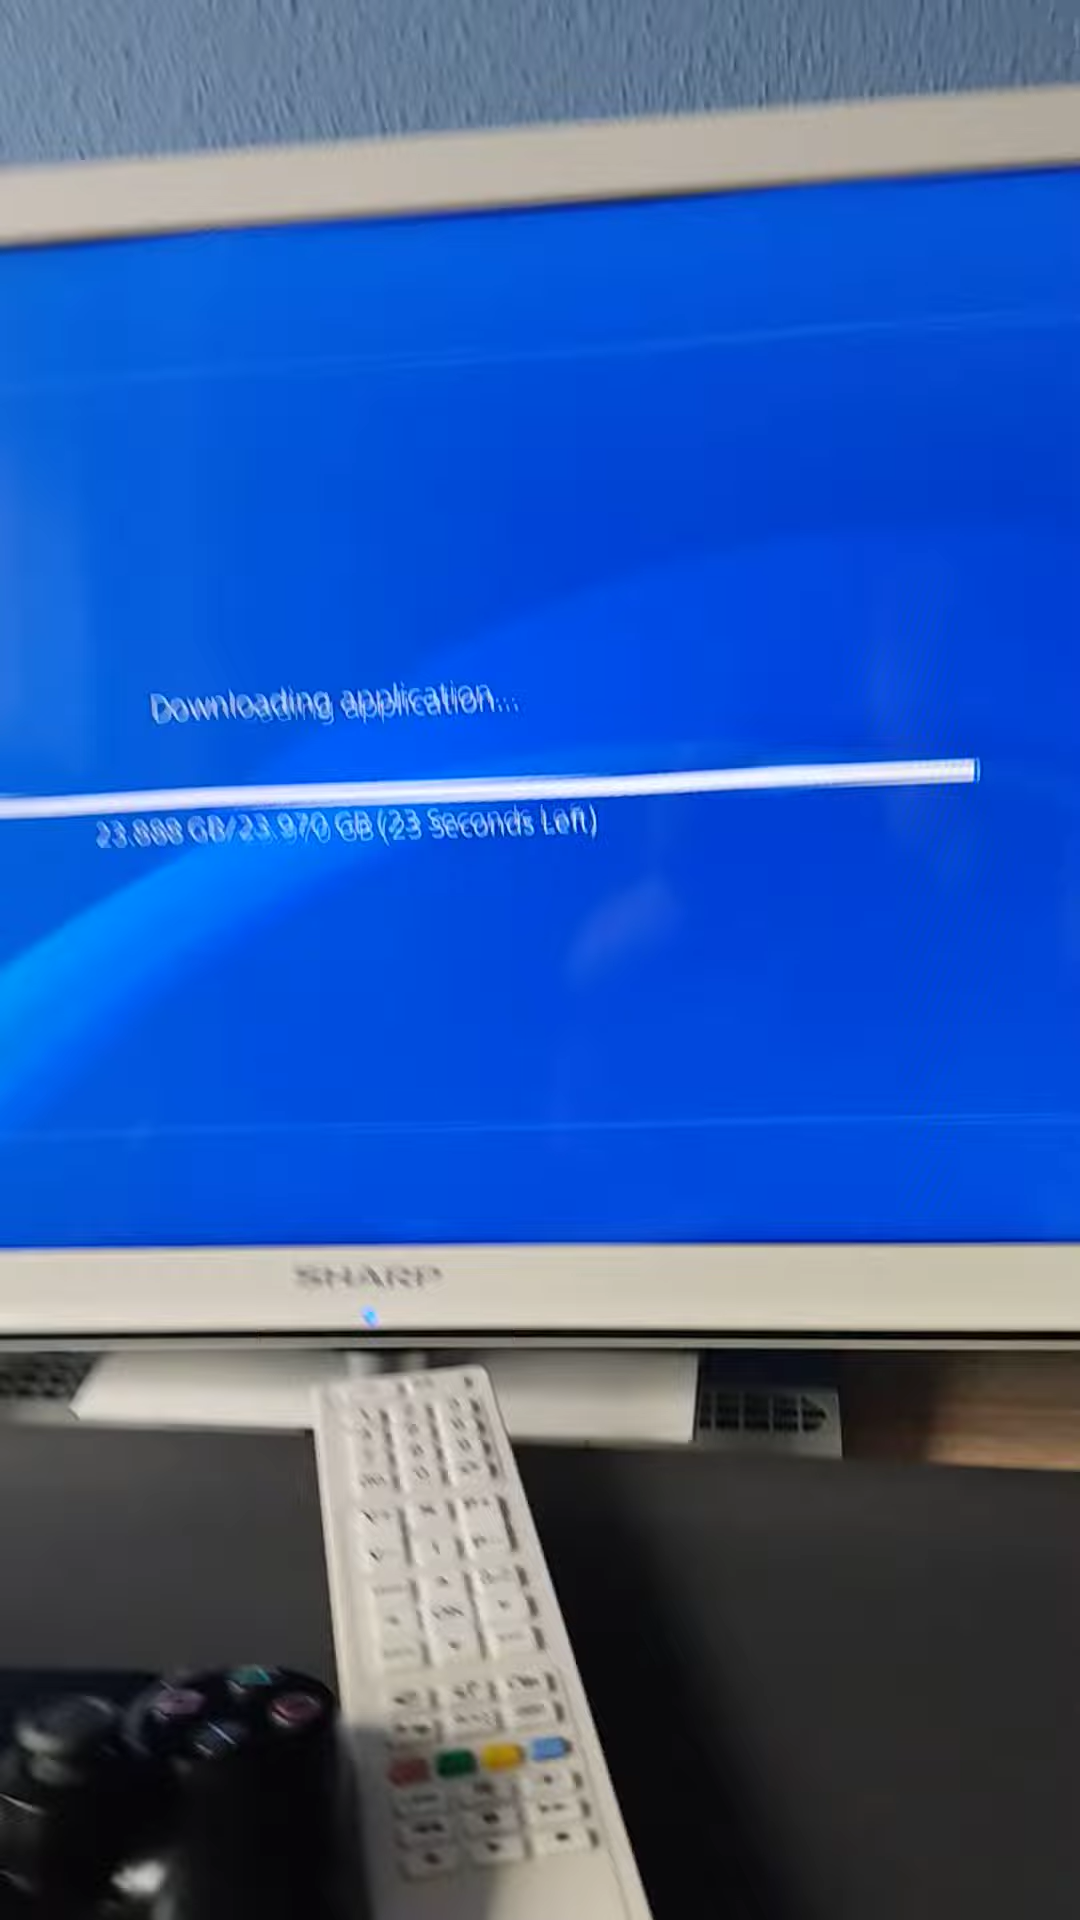 Downloading application...
23.888 GB/23.970 GB (23 Seconds Left)
SHARP